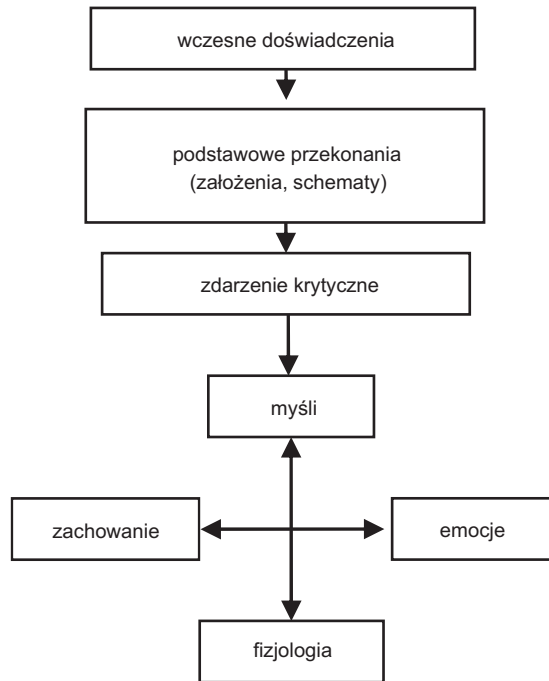 wczesne doświadczenia
podstawowe przekonania
(założenia, schematy)
zdarzenie krytyczne
myśli
zachowanie
emocje
fizjologia